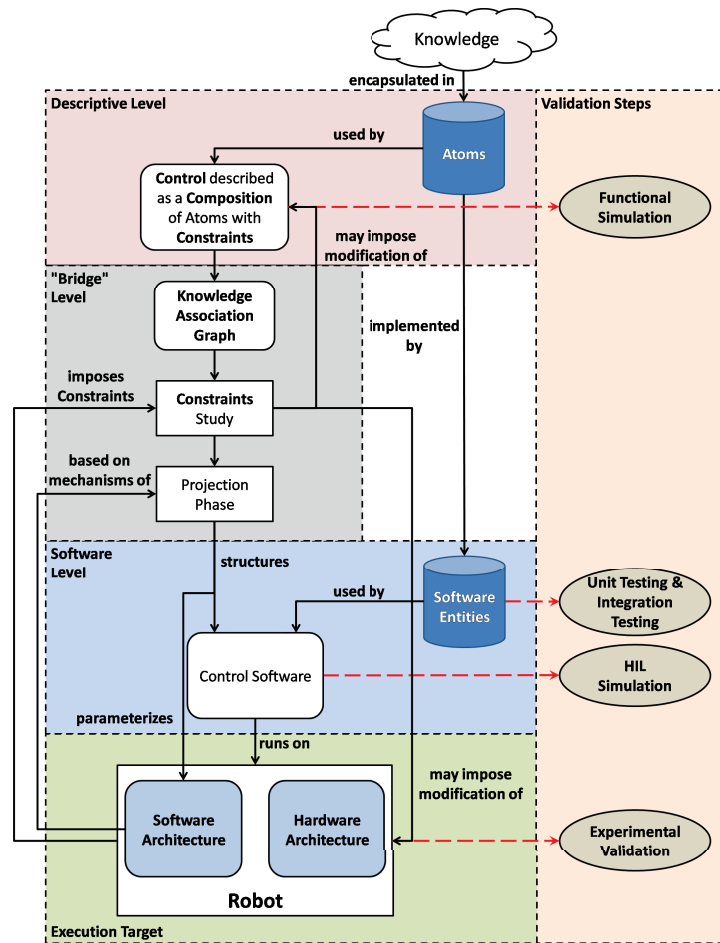 Knowledge
encapsulated in
Descriptive Level
Validation Steps
used by
Atoms
Control described
as a Composition
of Atoms with
Constraints
Functional
Simulation
may impose
modification of
"Bridge"
Level
Knowledge
Association
Graph
implemented
by
imposes
Constraints
Constraints
Study
based on
mechanisms of
Projection
Phase
structures
Software
Level
used by
Software
Entities
Unit Testing &
Integration
Testing
Control Software
HIL
Simulation
parameterizes
runs on
may impose
modification of
Software
Architecture
Hardware
Architecture
Experimental
Validation
Robot
Execution Target